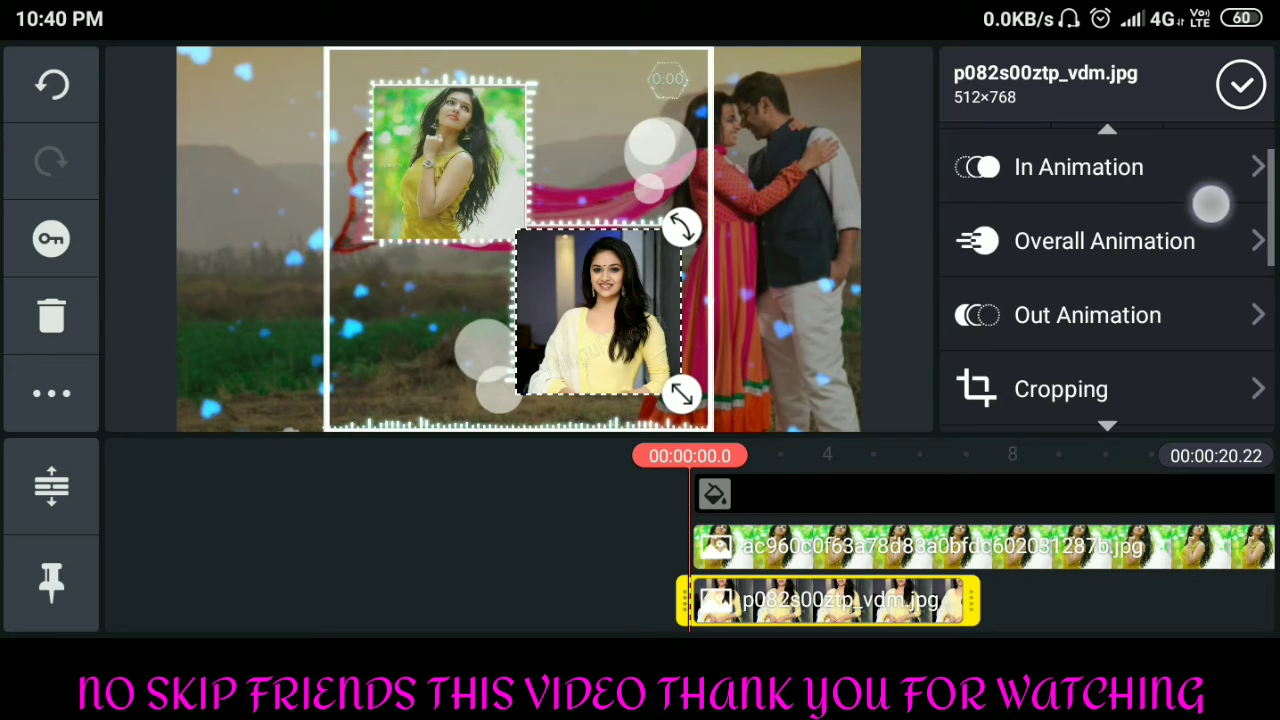 10:40 PM
0.0KB/s 4G VoLTE 60
0:00
p082s00ztp_vdm.jpg
512×768
In Animation
Overall Animation
Out Animation
Cropping
00:00:00.0
4
8
00:00:20.22
ac960c0f63a78d83a0bfdc602031287b.jpg
p082s00ztp_vdm.jpg
NO SKIP FRIENDS THIS VIDEO THANK YOU FOR WATCHING